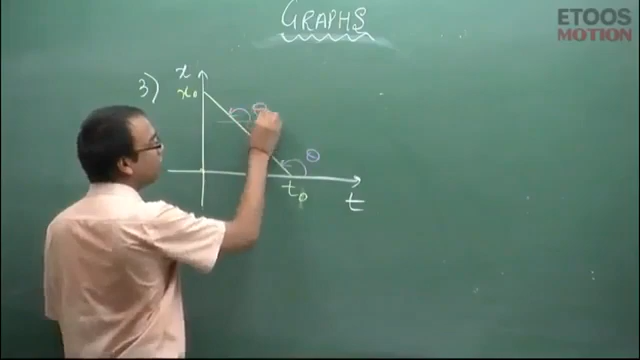 GRAPHS
ETOOS
MOTION
3)
x
x₀
θ
θ
t₀
t